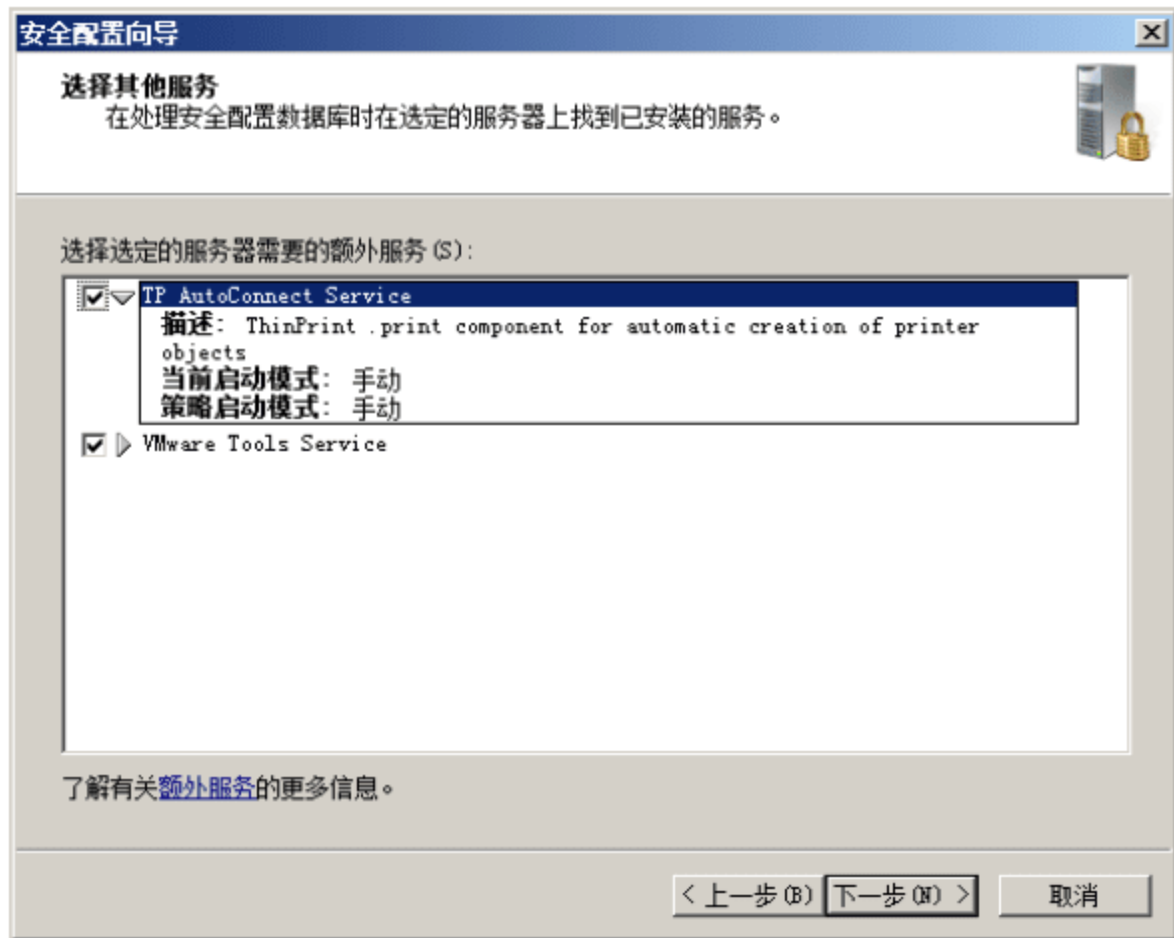 安全配置向导
选择其他服务
在处理安全配置数据库时在选定的服务器上找到已安装的服务。
选择选定的服务器需要的额外服务(S):
TP AutoConnect Service
描述: ThinPrint .print component for automatic creation of printer
objects
当前启动模式: 手动
策略启动模式: 手动
VMware Tools Service
了解有关额外服务的更多信息。
< 上一步(B) 下一步(N) > 取消